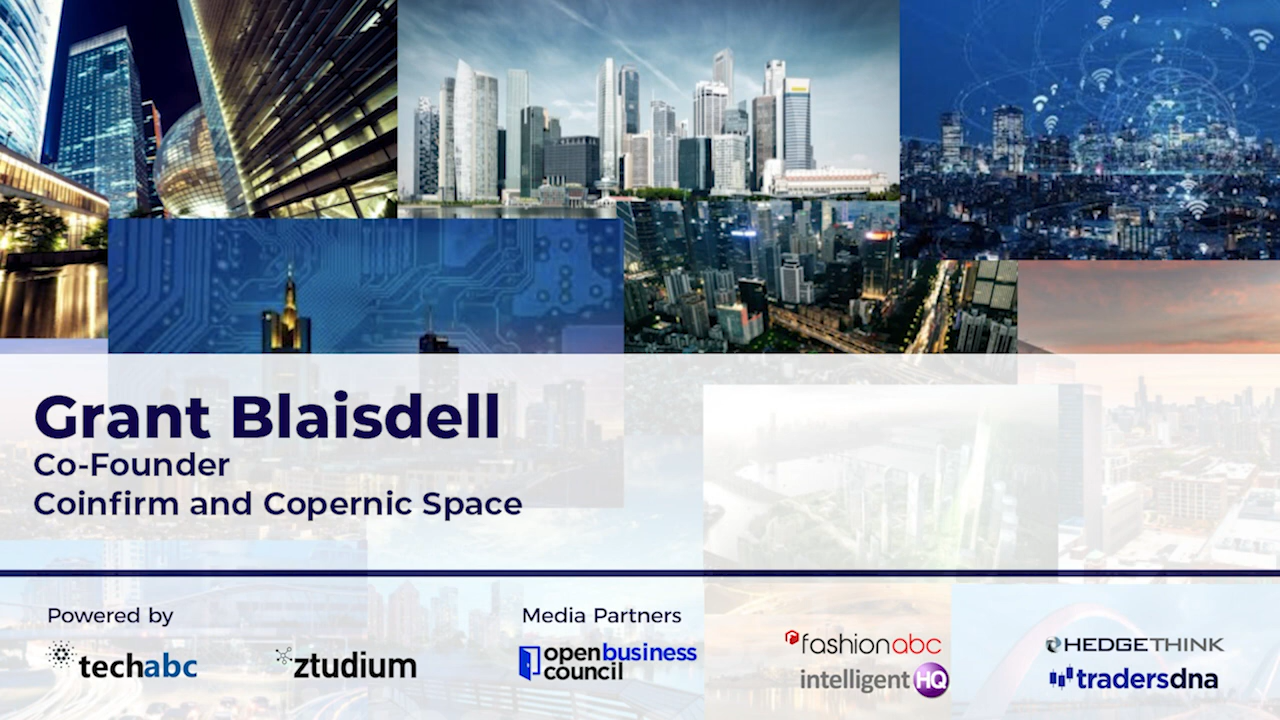 Grant Blaisdell
Co-Founder
Coinfirm and Copernic Space
Powered by
techabc
ztudium
Media Partners
openbusiness
council
fashionabc
intelligentHQ
HEDGETHINK
tradersdna